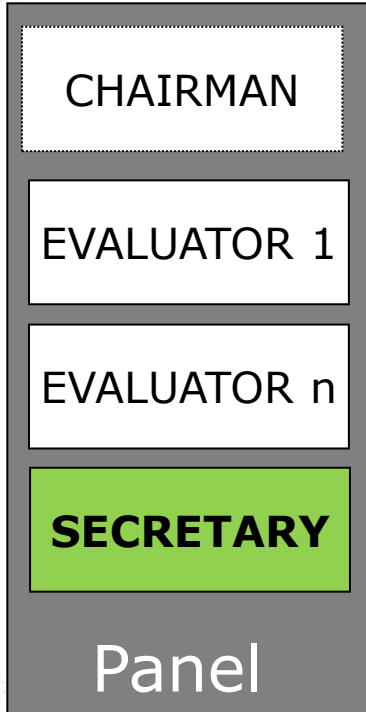 CHAIRMAN
EVALUATOR 1
EVALUATOR n
SECRETARY
Panel